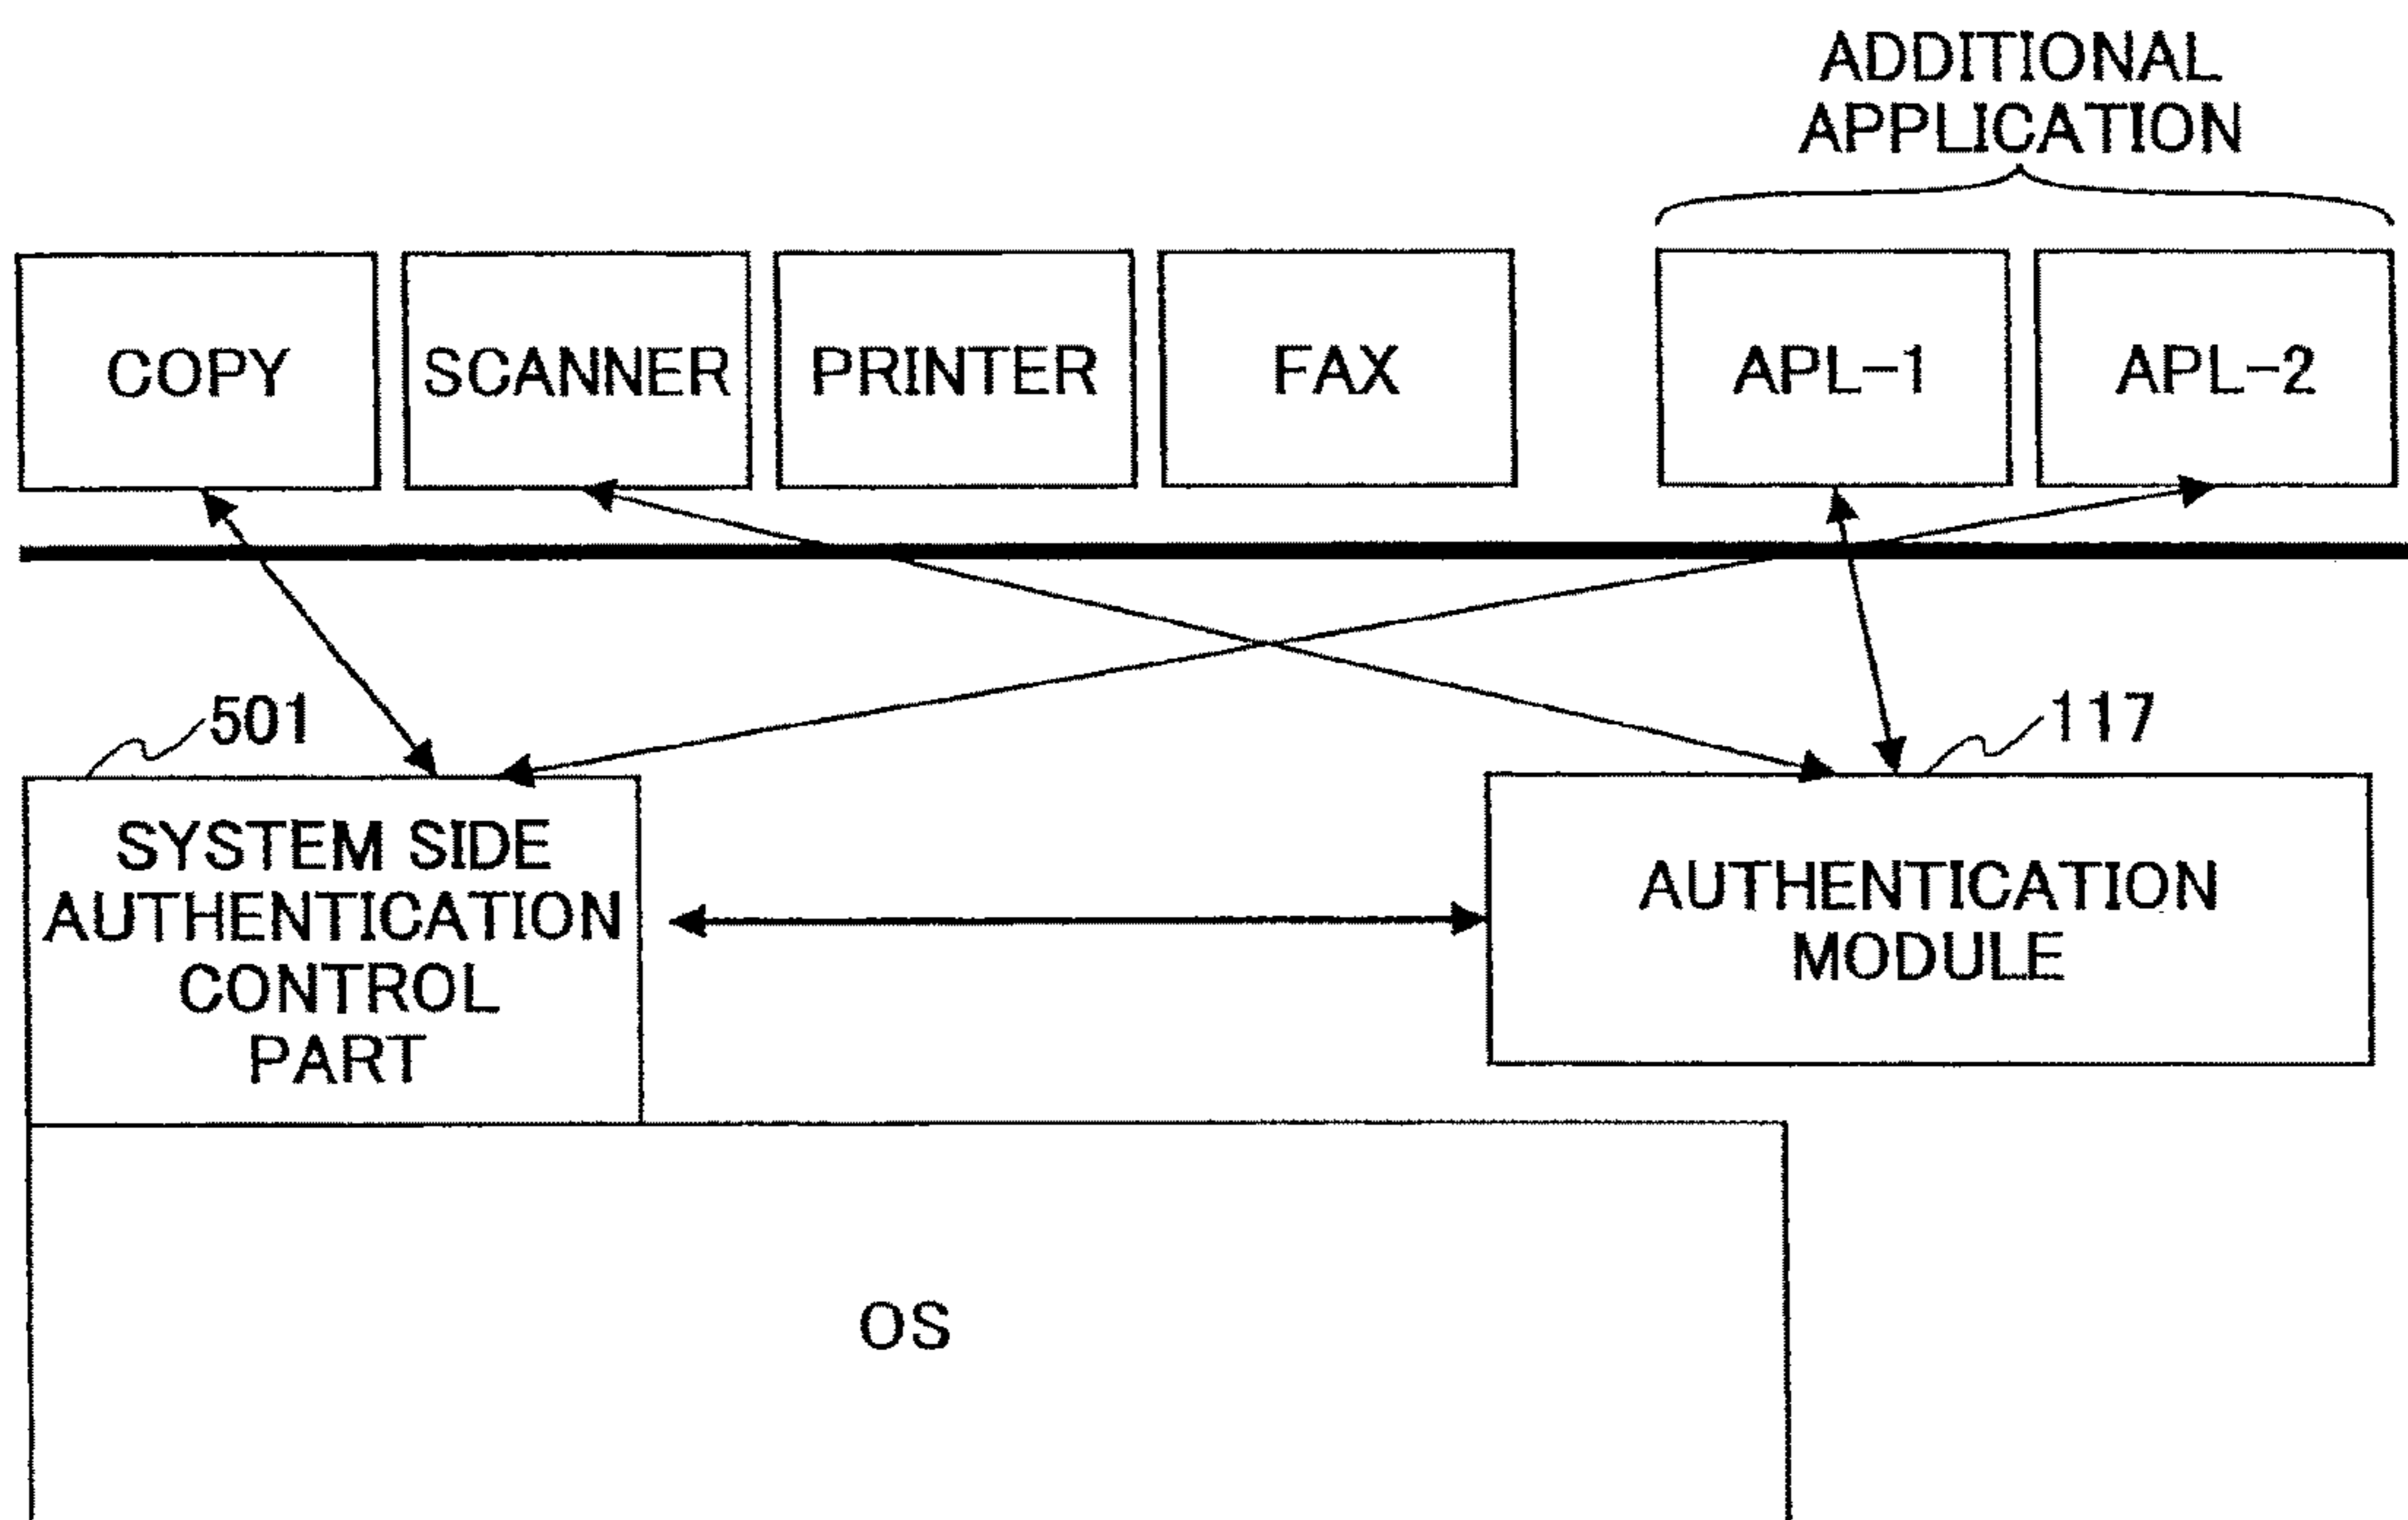 ADDITIONAL
APPLICATION
COPY
SCANNER
PRINTER
FAX
APL-1
APL-2
501
117
SYSTEM SIDE
AUTHENTICATION
CONTROL
PART
AUTHENTICATION
MODULE
OS